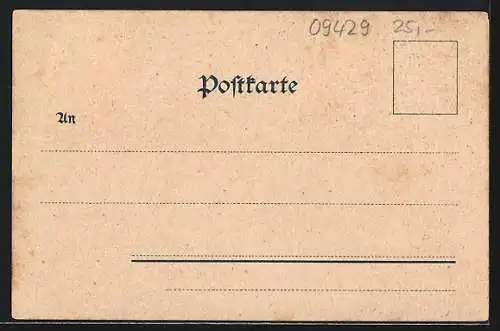 09429 25,-
Postkarte
An